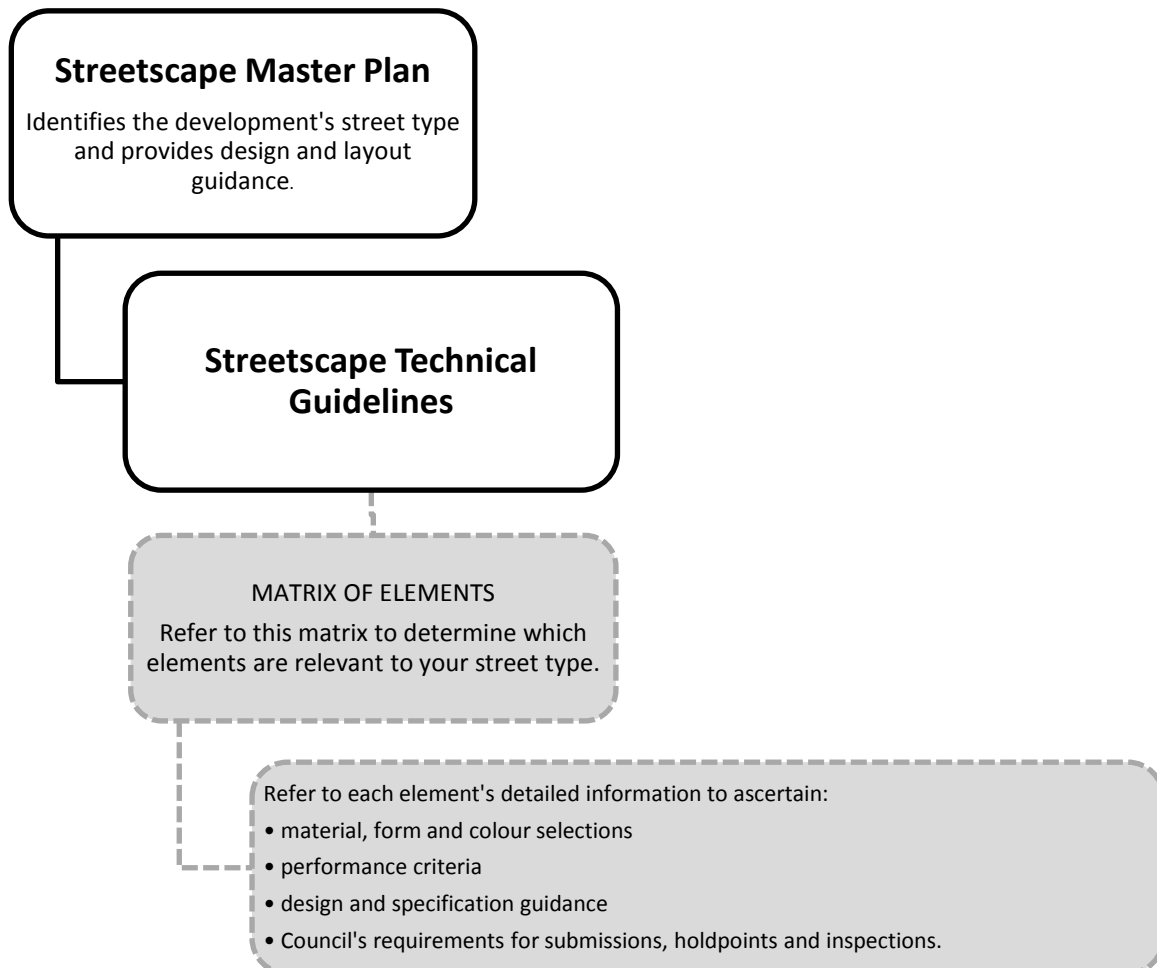 Streetscape Master Plan
Identifies the development's street type
and provides design and layout
guidance.
Streetscape Technical
Guidelines
MATRIX OF ELEMENTS
Refer to this matrix to determine which
elements are relevant to your street type.
Refer to each element's detailed information to ascertain:
• material, form and colour selections
• performance criteria
• design and specification guidance
• Council's requirements for submissions, holdpoints and inspections.